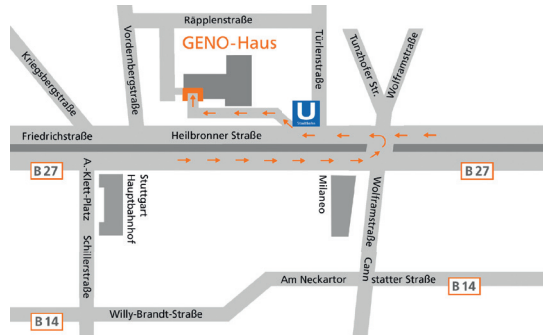 Räpplenstraße
GENO-Haus
Kriegsbergstraße
Vordernbergstraße
Türlenstraße
Tunzhofer Str.
Wolframstraße
U
Stadtbahn
Friedrichstraße
Heilbronner Straße
B 27
B 27
A.-Klett-Platz
Stuttgart
Hauptbahnhof
Milaneo
Wolframstraße
Schillerstraße
Am Neckartor
Cannstatter Straße
B 14
B 14
Willy-Brandt-Straße